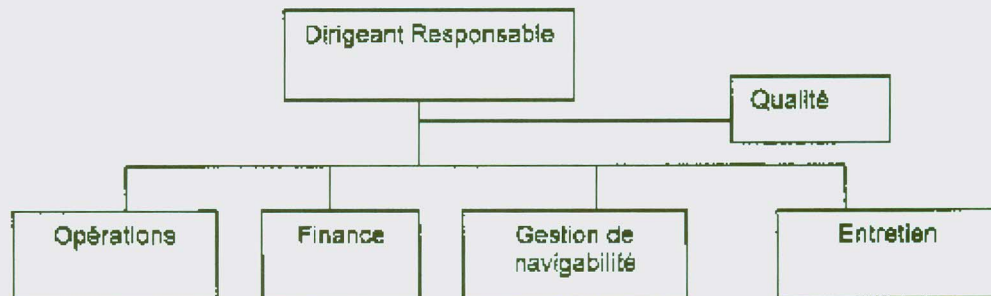 Dirigeant Responsable
Qualité
Opérations
Finance
Gestion de
navigabilité
Entretien